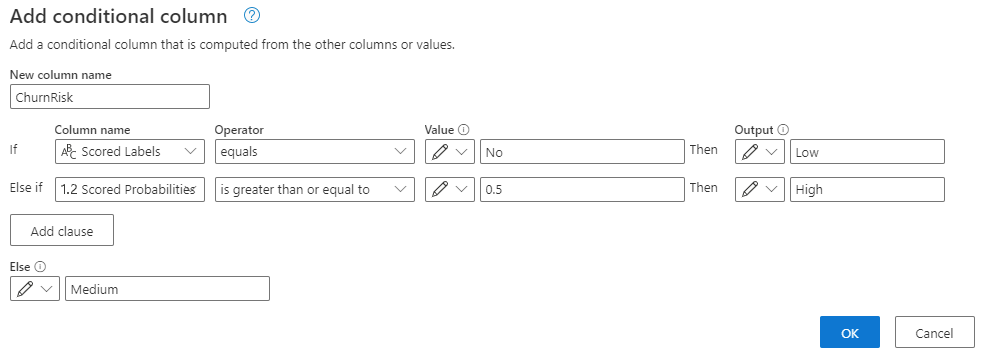 Add conditional column
Add a conditional column that is computed from the other columns or values.
New column name
ChurnRisk
Column name Operator Value Output
If ABC Scored Labels equals No Then Low
Else if 1.2 Scored Probabilities is greater than or equal to 0.5 Then High
Add clause
Else
Medium
OK Cancel